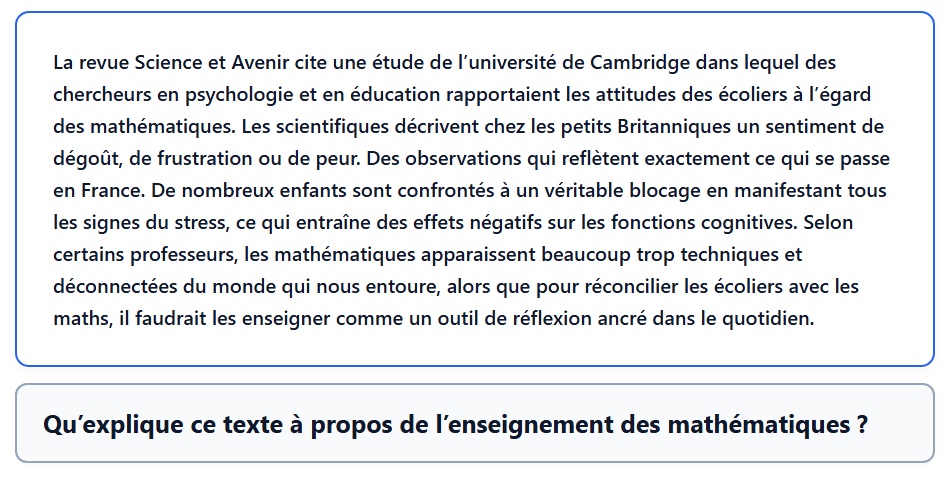 La revue Science et Avenir cite une étude de l’université de Cambridge dans lequel des
chercheurs en psychologie et en éducation rapportaient les attitudes des écoliers à l’égard
des mathématiques. Les scientifiques décrivent chez les petits Britanniques un sentiment de
dégoût, de frustration ou de peur. Des observations qui reflètent exactement ce qui se passe
en France. De nombreux enfants sont confrontés à un véritable blocage en manifestant tous
les signes du stress, ce qui entraîne des effets négatifs sur les fonctions cognitives. Selon
certains professeurs, les mathématiques apparaissent beaucoup trop techniques et
déconnectées du monde qui nous entoure, alors que pour réconcilier les écoliers avec les
maths, il faudrait les enseigner comme un outil de réflexion ancré dans le quotidien.
Qu’explique ce texte à propos de l’enseignement des mathématiques ?